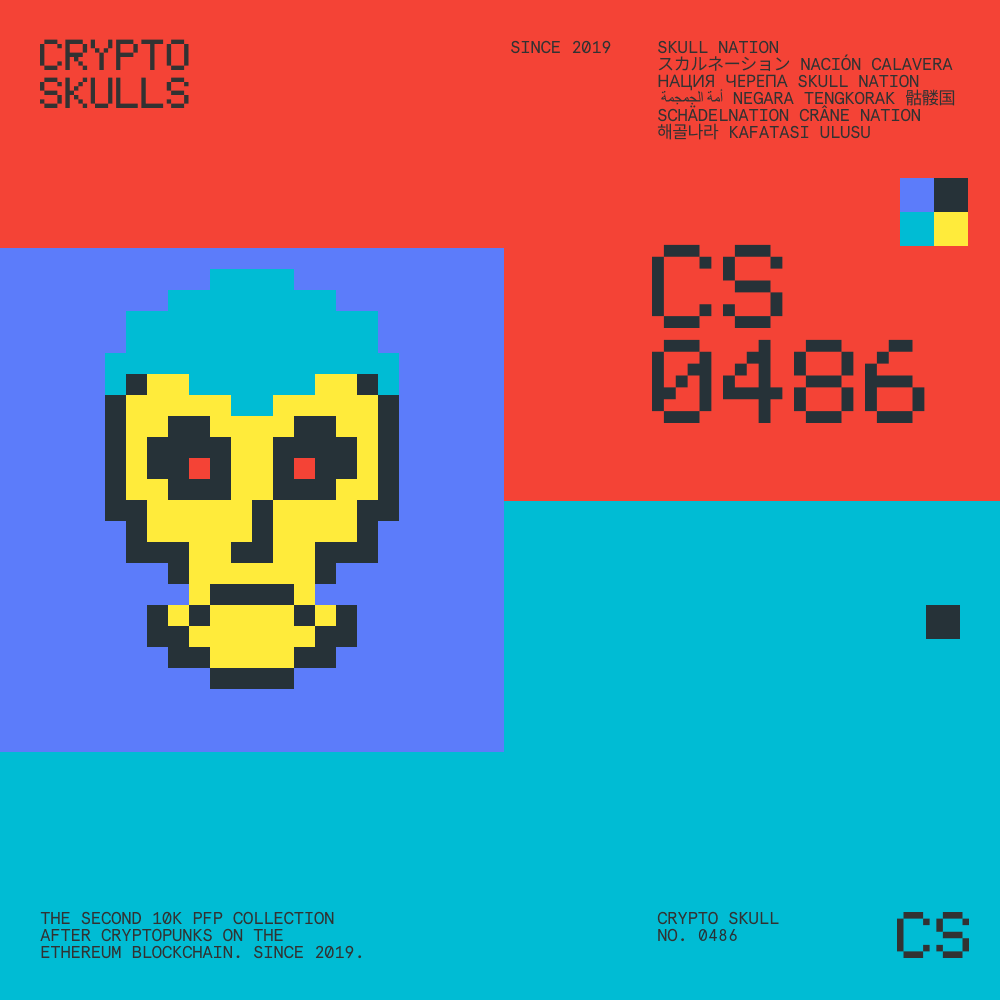 CRYPTO
SKULLS
SINCE 2019
SKULL NATION
スカルネーション NACIÓN CALAVERA
НАЦИЯ ЧЕРЕПА SKULL NATION
أمة الجمجمة NEGARA TENGKORAK 骷髅国
SCHÄDELNATION CRÂNE NATION
해골나라 KAFATASI ULUSU
CS
0486
THE SECOND 10K PFP COLLECTION
AFTER CRYPTOPUNKS ON THE
ETHEREUM BLOCKCHAIN. SINCE 2019.
CRYPTO SKULL
NO. 0486
CS